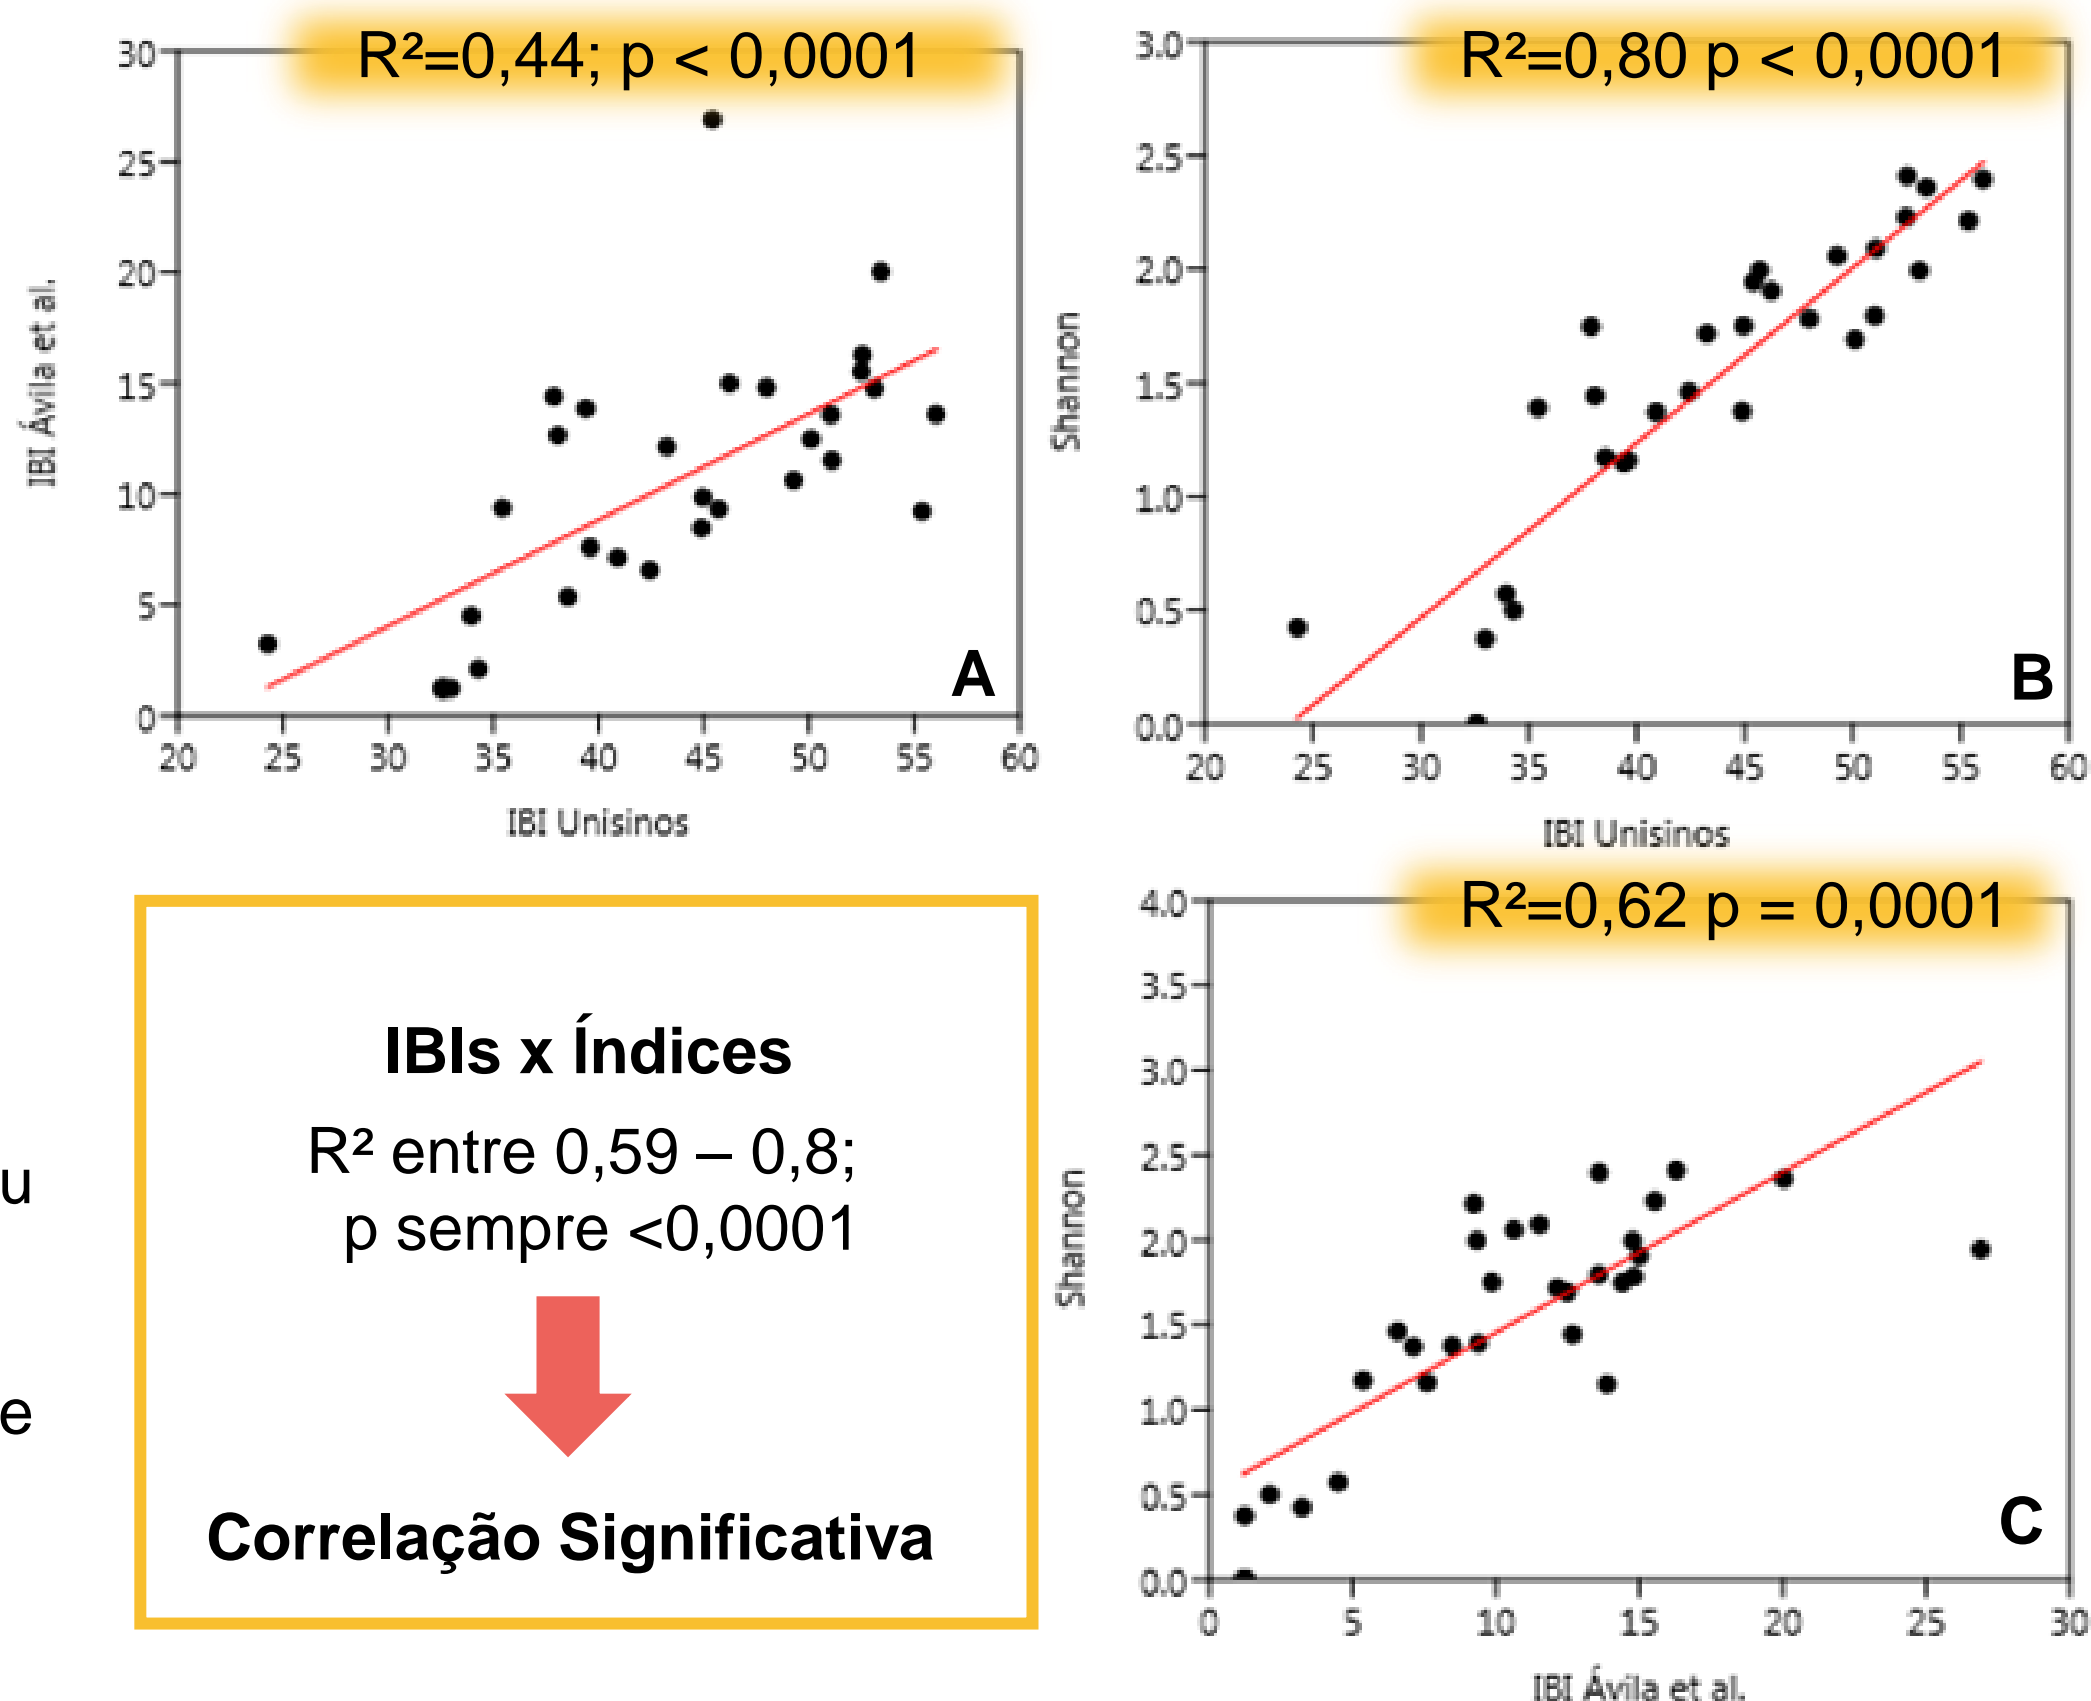 R²=0,44; p < 0,0001
30
25
20
15
10
5
0
IBI Ávila et al.
A
20 25 30 35 40 45 50 55 60
IBI Unisinos
R²=0,80 p < 0,0001
3.0
2.5
2.0
1.5
1.0
0.5
0.0
Shannon
B
20 25 30 35 40 45 50 55 60
IBI Unisinos
u
e
IBIs x Índices
R² entre 0,59 – 0,8;
p sempre <0,0001
Correlação Significativa
R²=0,62 p = 0,0001
4.0
3.5
3.0
2.5
2.0
1.5
1.0
0.5
0.0
Shannon
C
0 5 10 15 20 25 30
IBI Ávila et al.